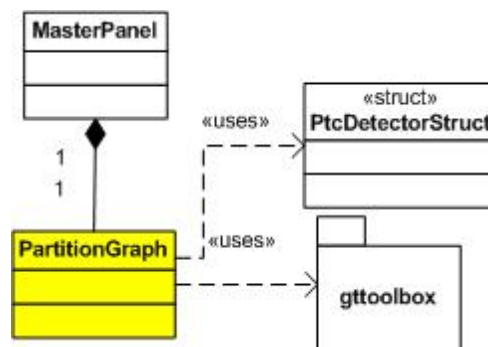 MasterPanel
«struct»
«uses»
PtcDetectorStruct
1
1
PartitionGraph
«uses»
gttoolbox